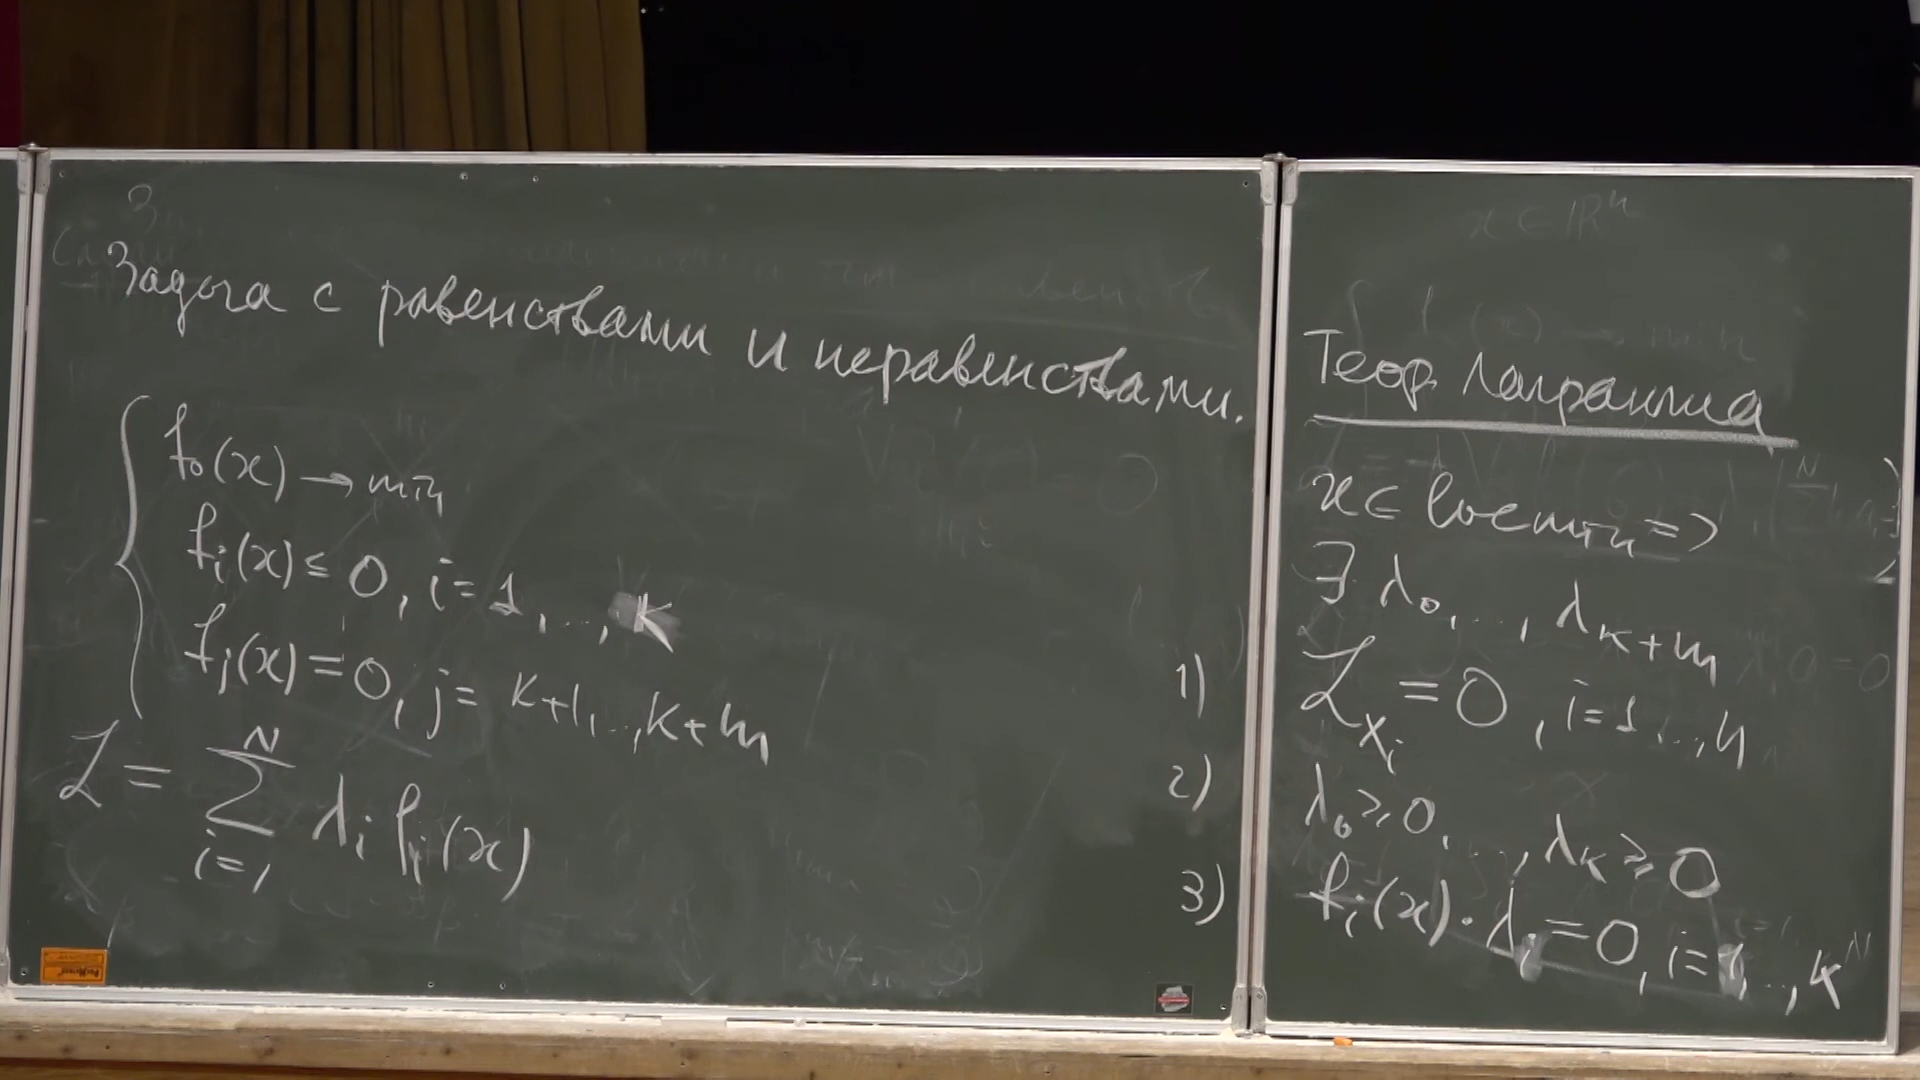 Задача с равенствами и неравенствами.
f₀(x) → min
fᵢ(x) ≤ 0, i = 1, ..., k
fⱼ(x) = 0, j = k+1, .., k+m
ℒ = ∑_{i=1}^{N} λᵢ fᵢ(x)
x ∈ ℝⁿ
Теор. Лагранжа
x ∈ locmin =>
∃ λ₀, .., λ_{k+m}
1) ℒ_{xᵢ} = 0, i = 1, .., n
2) λ₀ ≥ 0, .., λₖ ≥ 0
3) fᵢ(x) · λᵢ = 0, i = 1, .., k